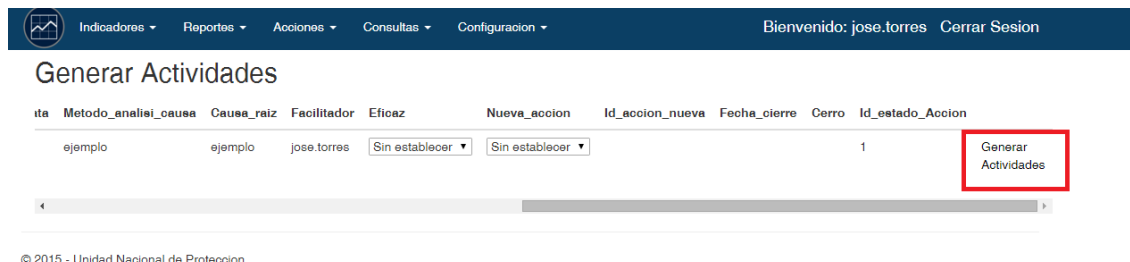 Indicadores Reportes Acciones Consultas Configuracion Bienvenido: jose.torres Cerrar Sesion
Generar Actividades
ata Metodo_analisi_causa Causa_raiz Facilitador Eficaz Nueva_accion Id_accion_nueva Fecha_cierre Cerro Id_estado_Accion
ejemplo ejemplo jose.torres Sin establecer Sin establecer 1 Generar
Actividades
© 2015 - Unidad Nacional de Proteccion